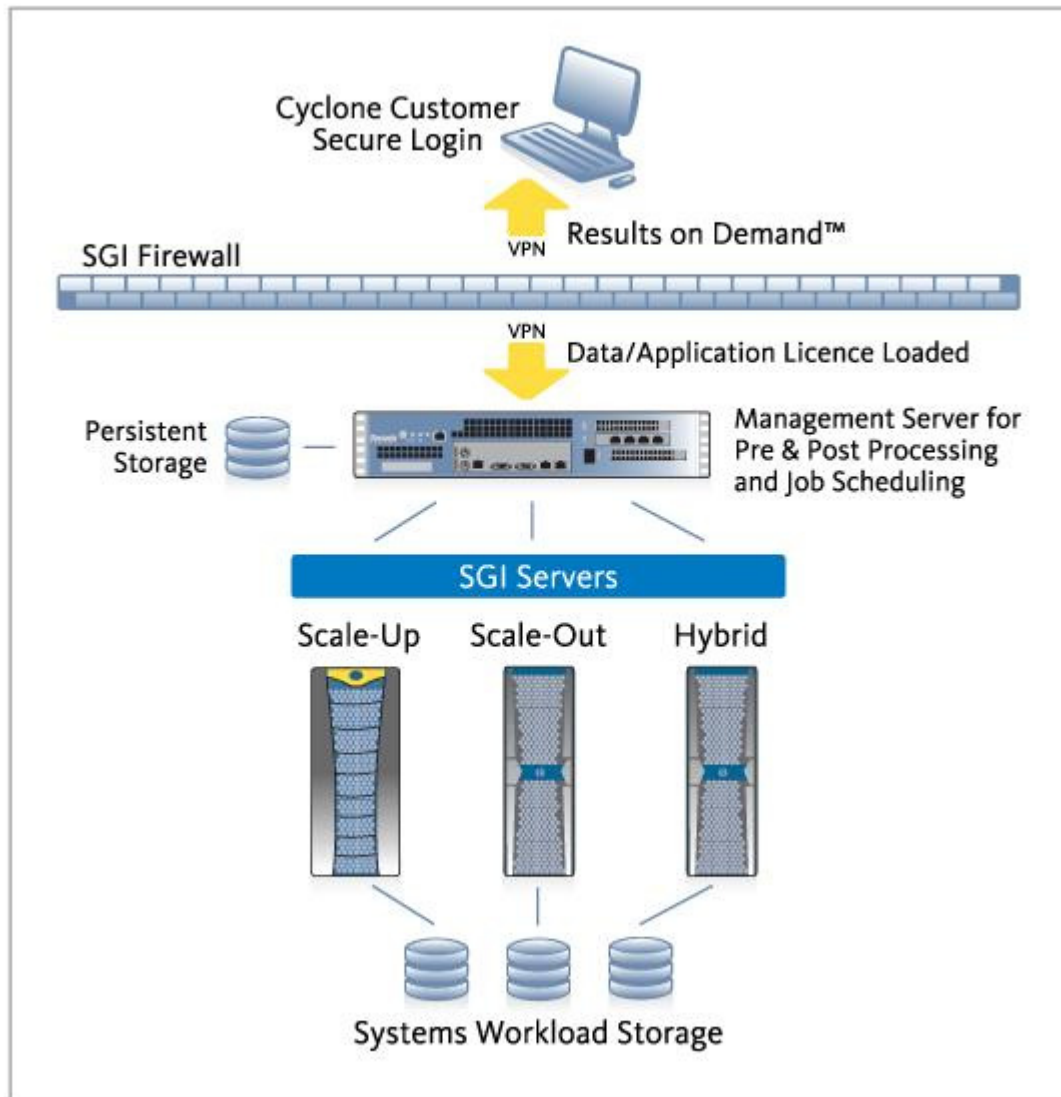 Cyclone Customer
Secure Login
Results on Demand™
VPN
SGI Firewall
VPN
Data/Application Licence Loaded
Persistent
Storage
Management Server for
Pre & Post Processing
and Job Scheduling
SGI Servers
Scale-Up
Scale-Out
Hybrid
Systems Workload Storage